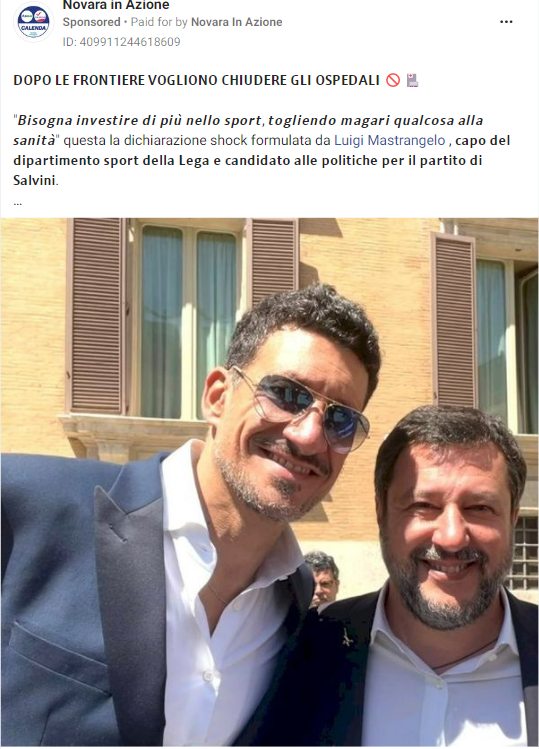 Novara in Azione
Sponsored • Paid for by Novara In Azione
ID: 409911244618609
DOPO LE FRONTIERE VOGLIONO CHIUDERE GLI OSPEDALI 🚫 🏥
"Bisogna investire di più nello sport, togliendo magari qualcosa alla
sanità" questa la dichiarazione shock formulata da Luigi Mastrangelo , capo del
dipartimento sport della Lega e candidato alle politiche per il partito di
Salvini.
...
CALENDA